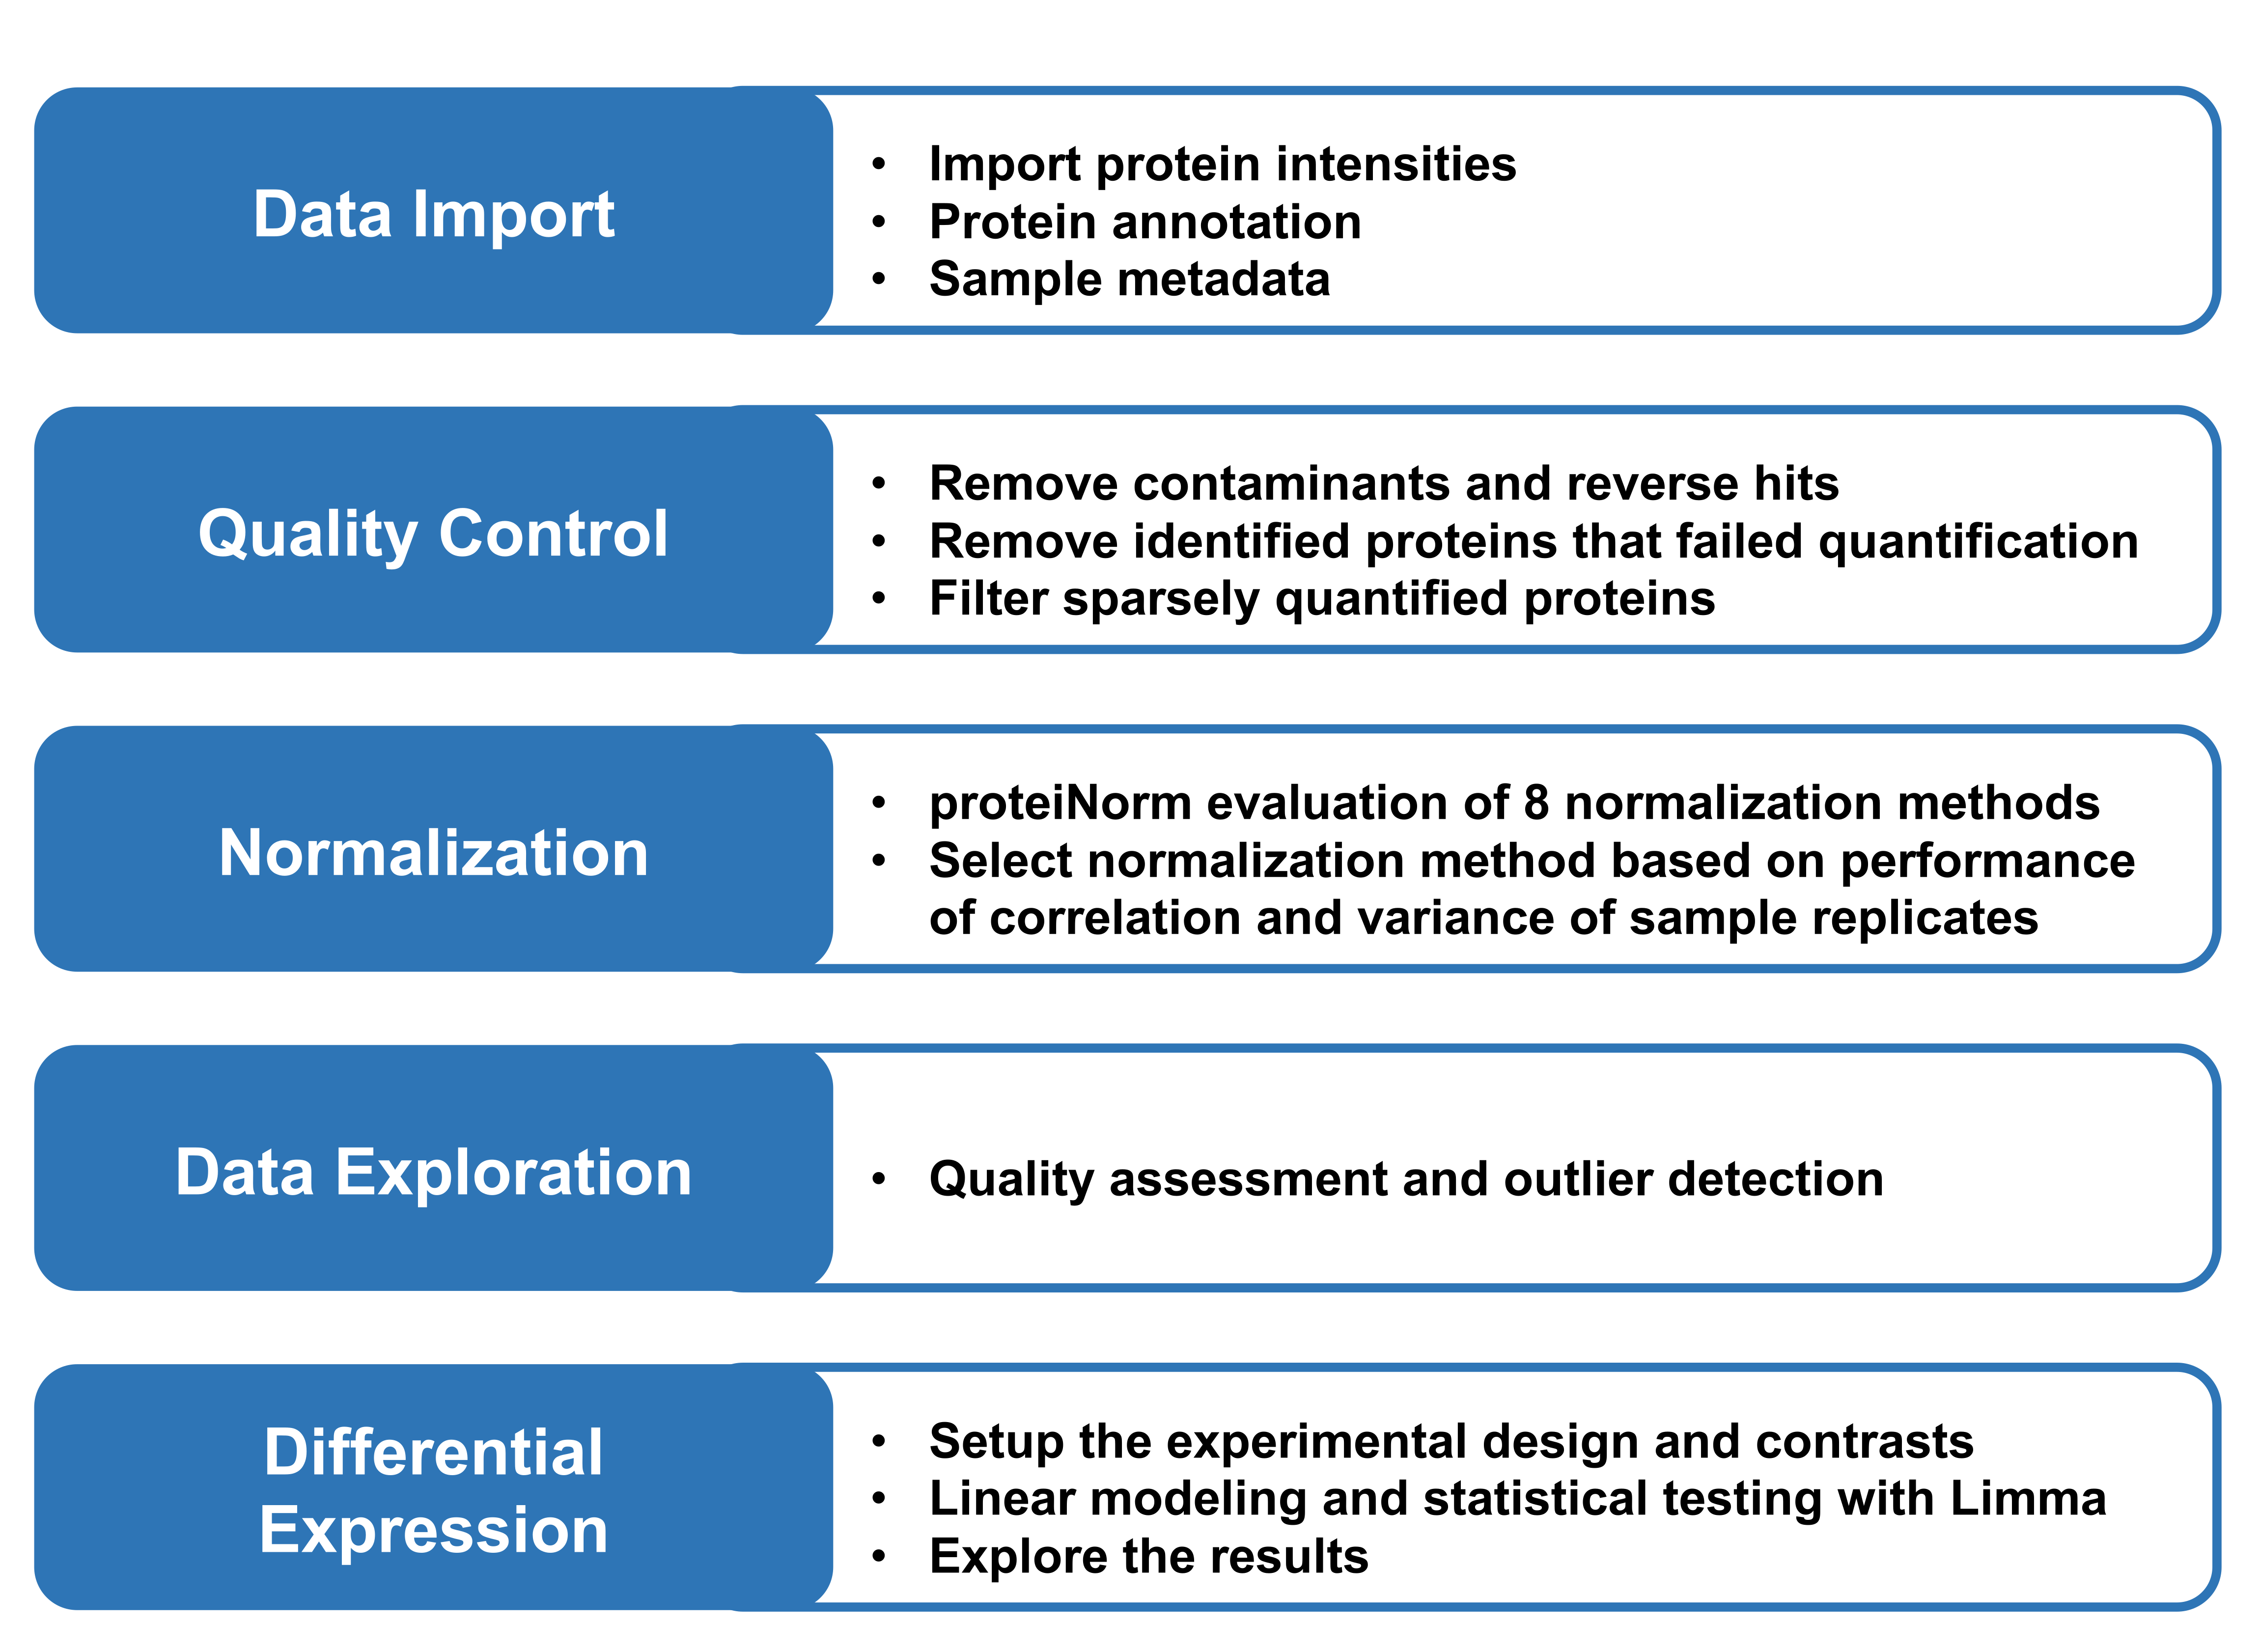 Data Import
• Import protein intensities
• Protein annotation
• Sample metadata
Quality Control
• Remove contaminants and reverse hits
• Remove identified proteins that failed quantification
• Filter sparsely quantified proteins
Normalization
• proteiNorm evaluation of 8 normalization methods
• Select normalization method based on performance
of correlation and variance of sample replicates
Data Exploration
• Quality assessment and outlier detection
Differential
Expression
• Setup the experimental design and contrasts
• Linear modeling and statistical testing with Limma
• Explore the results